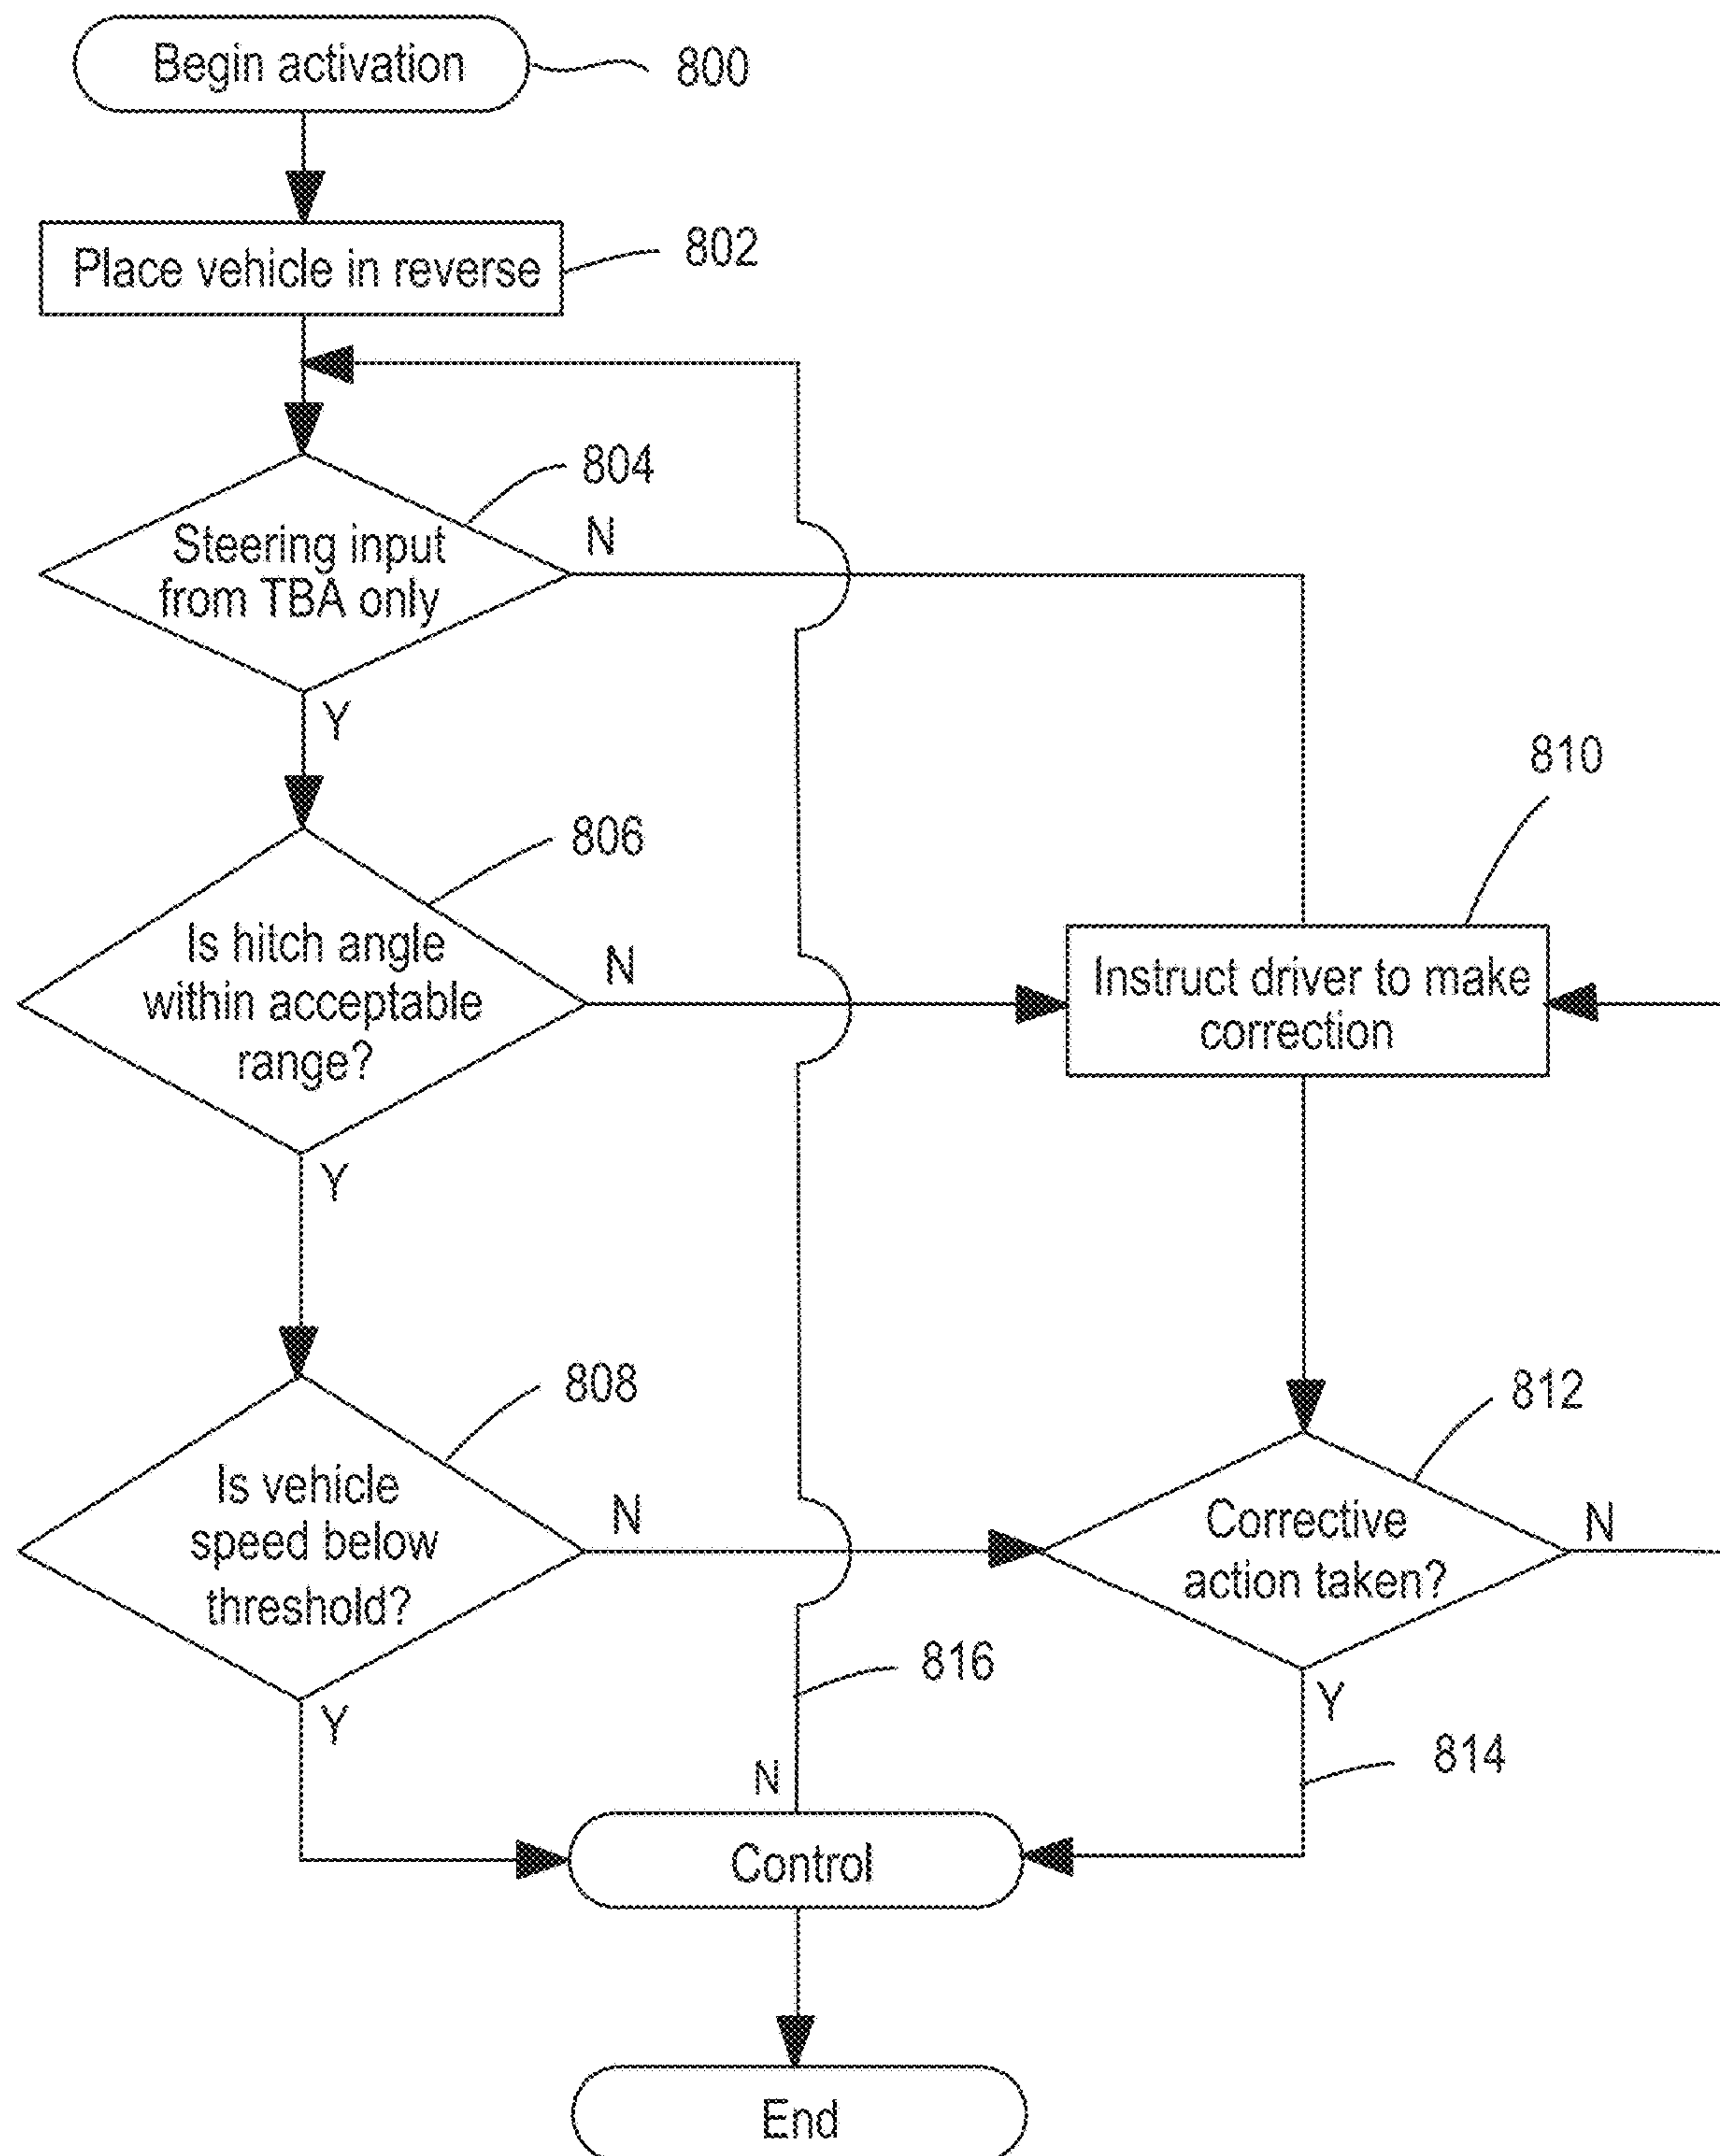 Begin activation
800
Place vehicle in reverse
802
804
Steering input
from TBA only
N
Y
810
806
Is hitch angle
within acceptable
range?
N
Instruct driver to make
correction
Y
808
812
Is vehicle
speed below
threshold?
N
Corrective
action taken?
N
816
Y
Y
814
N
Control
End